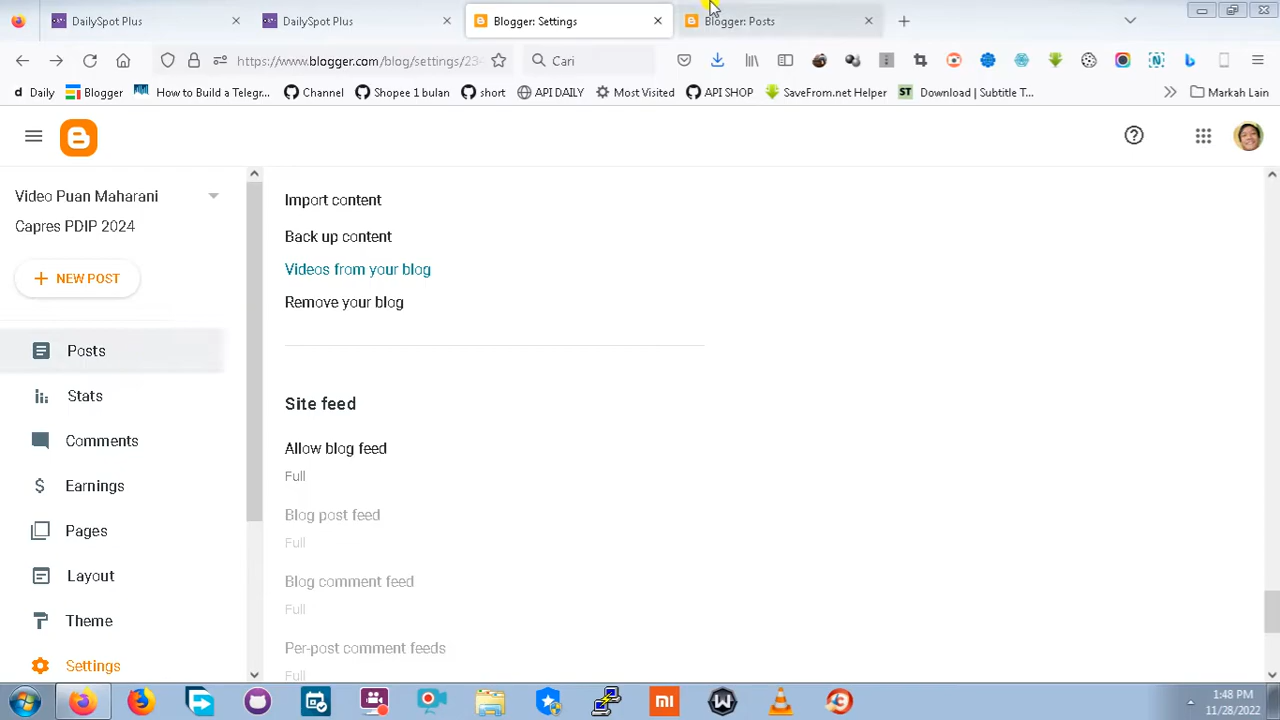 DailySpot Plus
DailySpot Plus
Blogger: Settings
Blogger: Posts
https://www.blogger.com/blog/settings/23-
Cari
d Daily
Blogger
How to Build a Telegr...
Channel
Shopee 1 bulan
short
API DAILY
Most Visited
API SHOP
SaveFrom.net Helper
ST Download | Subtitle T...
Markah Lain
Video Puan Maharani
Capres PDIP 2024
NEW POST
Posts
Stats
Comments
Earnings
Pages
Layout
Theme
Settings
Import content
Back up content
Videos from your blog
Remove your blog
Site feed
Allow blog feed
Full
Blog post feed
Full
Blog comment feed
Full
Per-post comment feeds
Full
1:48 PM
11/28/2022